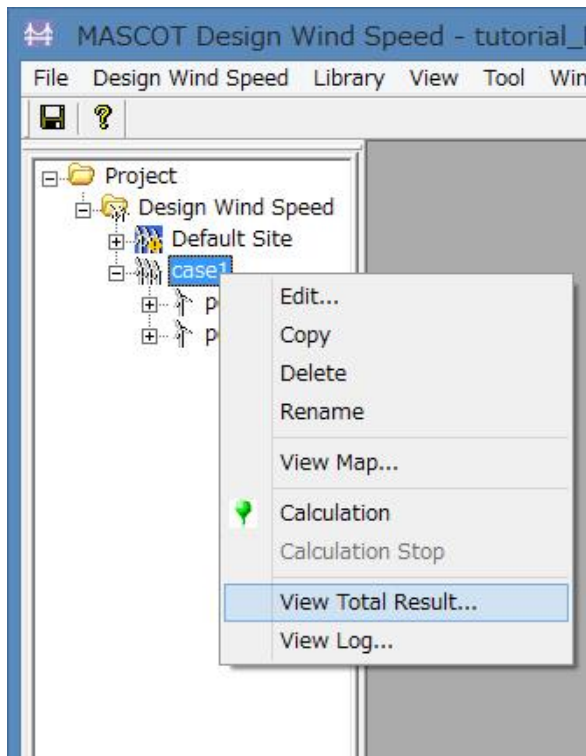 MASCOT Design Wind Speed - tutorial_
File Design Wind Speed Library View Tool Win
Project
Design Wind Speed
Default Site
case1
Edit...
Copy
Delete
Rename
View Map...
Calculation
Calculation Stop
View Total Result...
View Log...